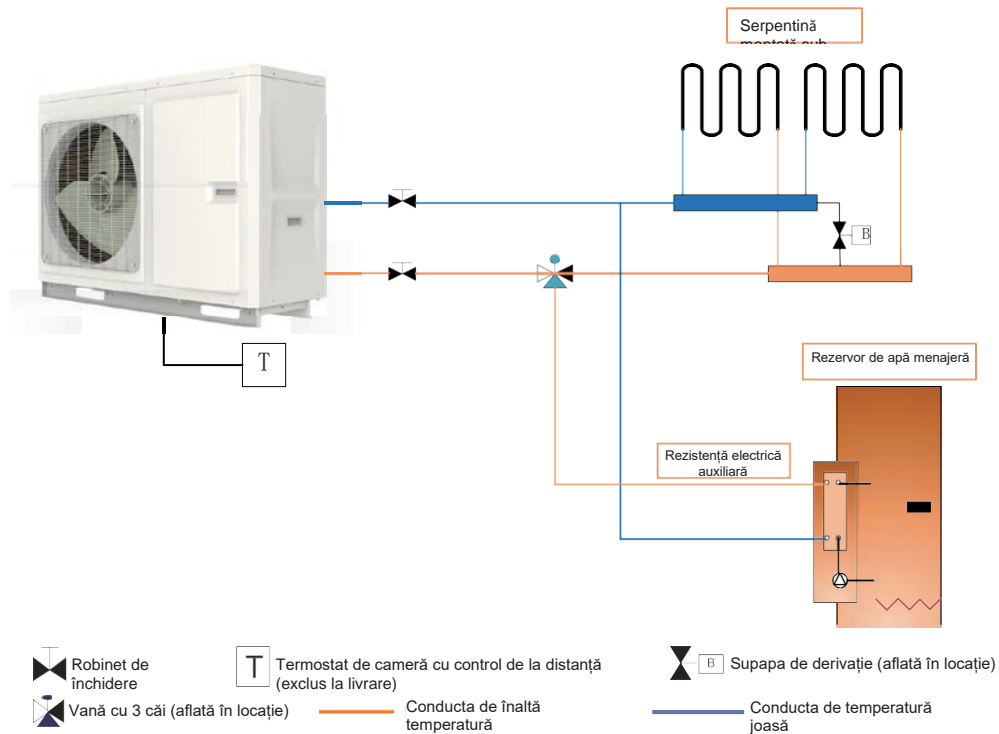 Serpentină
montată sub
T
B
Rezervor de apă menajeră
Rezistență electrică
auxiliară
Robinet de
închidere
T
Termostat de cameră cu control de la distanță
(exclus la livrare)
B
Supapa de derivație (aflată în locație)
Vană cu 3 căi (aflată în locație)
Conducta de înaltă
temperatură
Conducta de temperatură
joasă